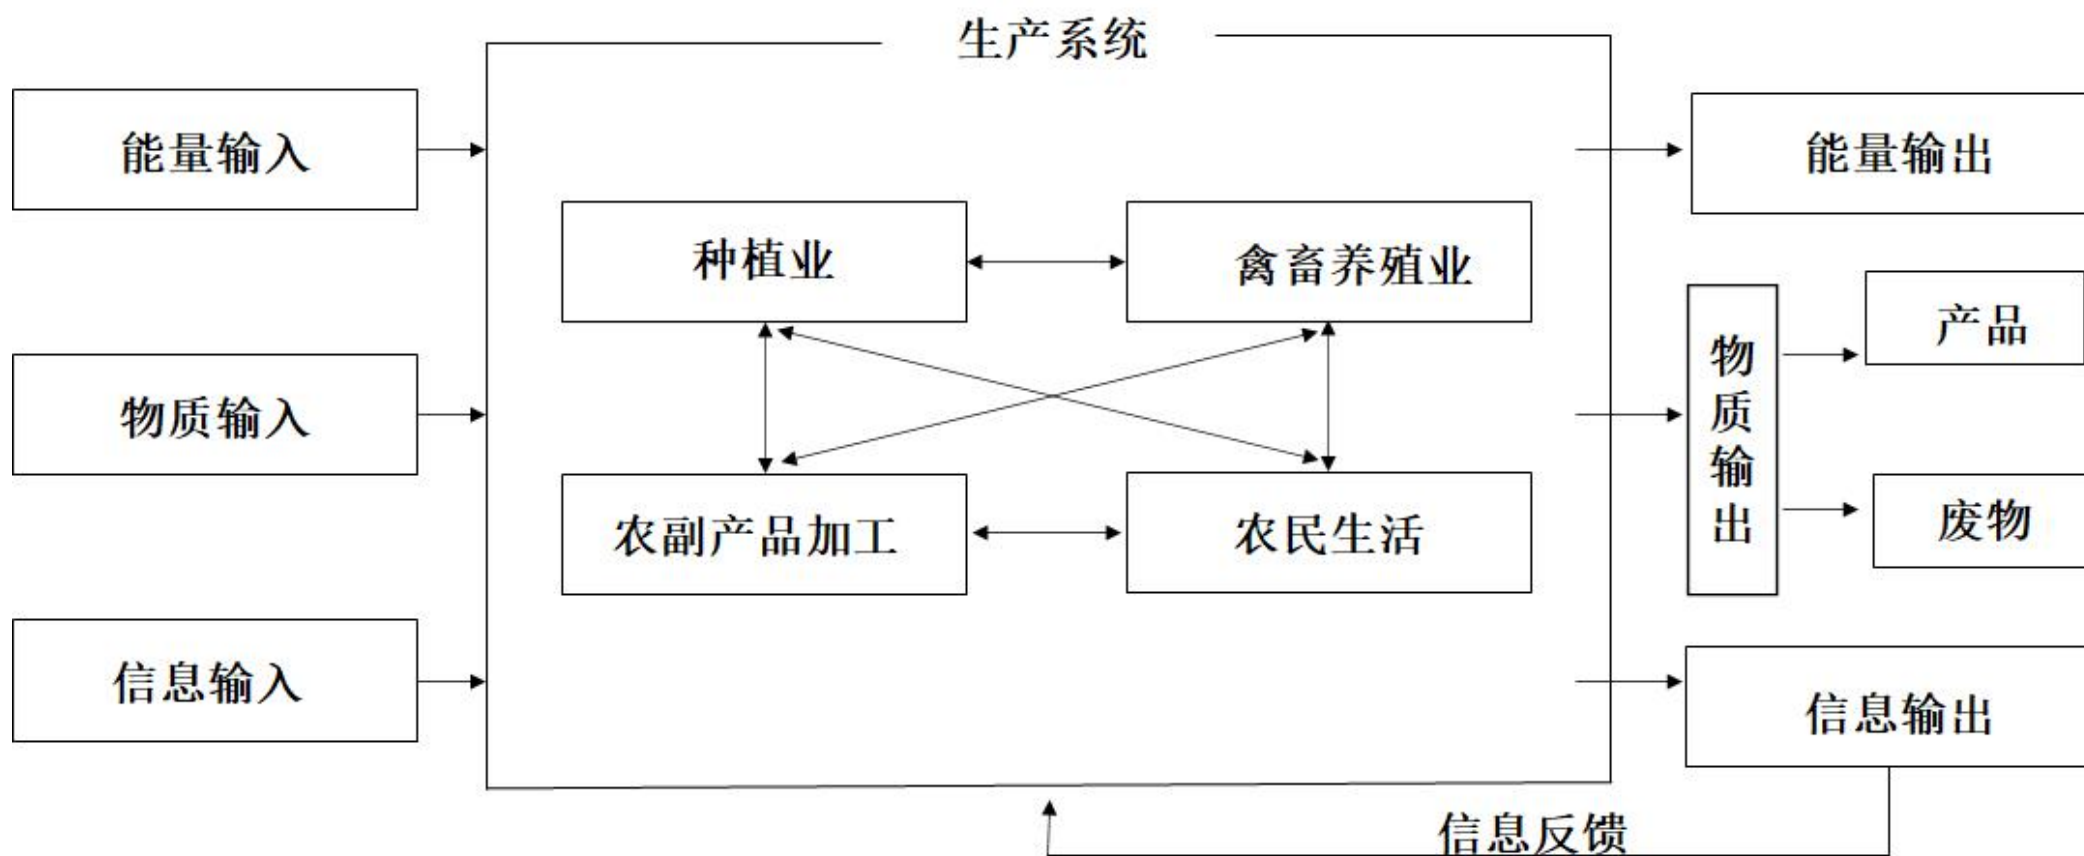 生产系统
能量输入
能量输出
种植业
禽畜养殖业
产品
物质输入
物质输出
农副产品加工
农民生活
废物
信息输入
信息输出
信息反馈